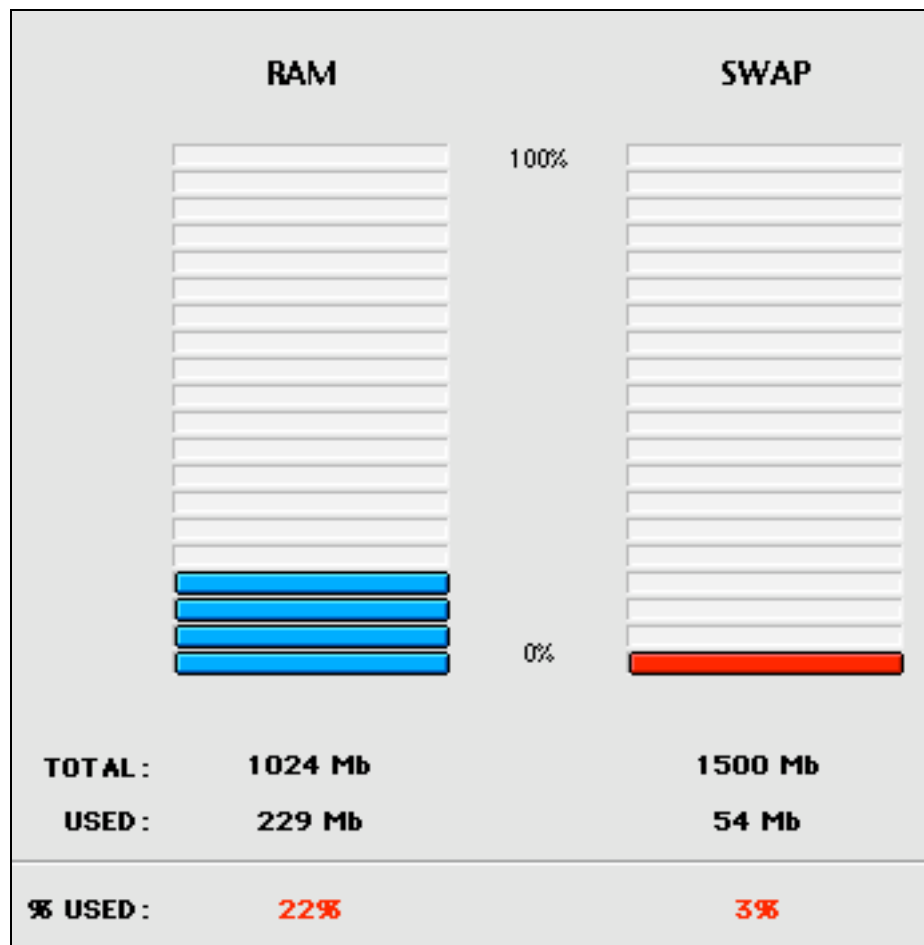 RAM SWAP
100%
0%
TOTAL: 1024 Mb 1500 Mb
USED: 229 Mb 54 Mb
% USED: 22% 3%